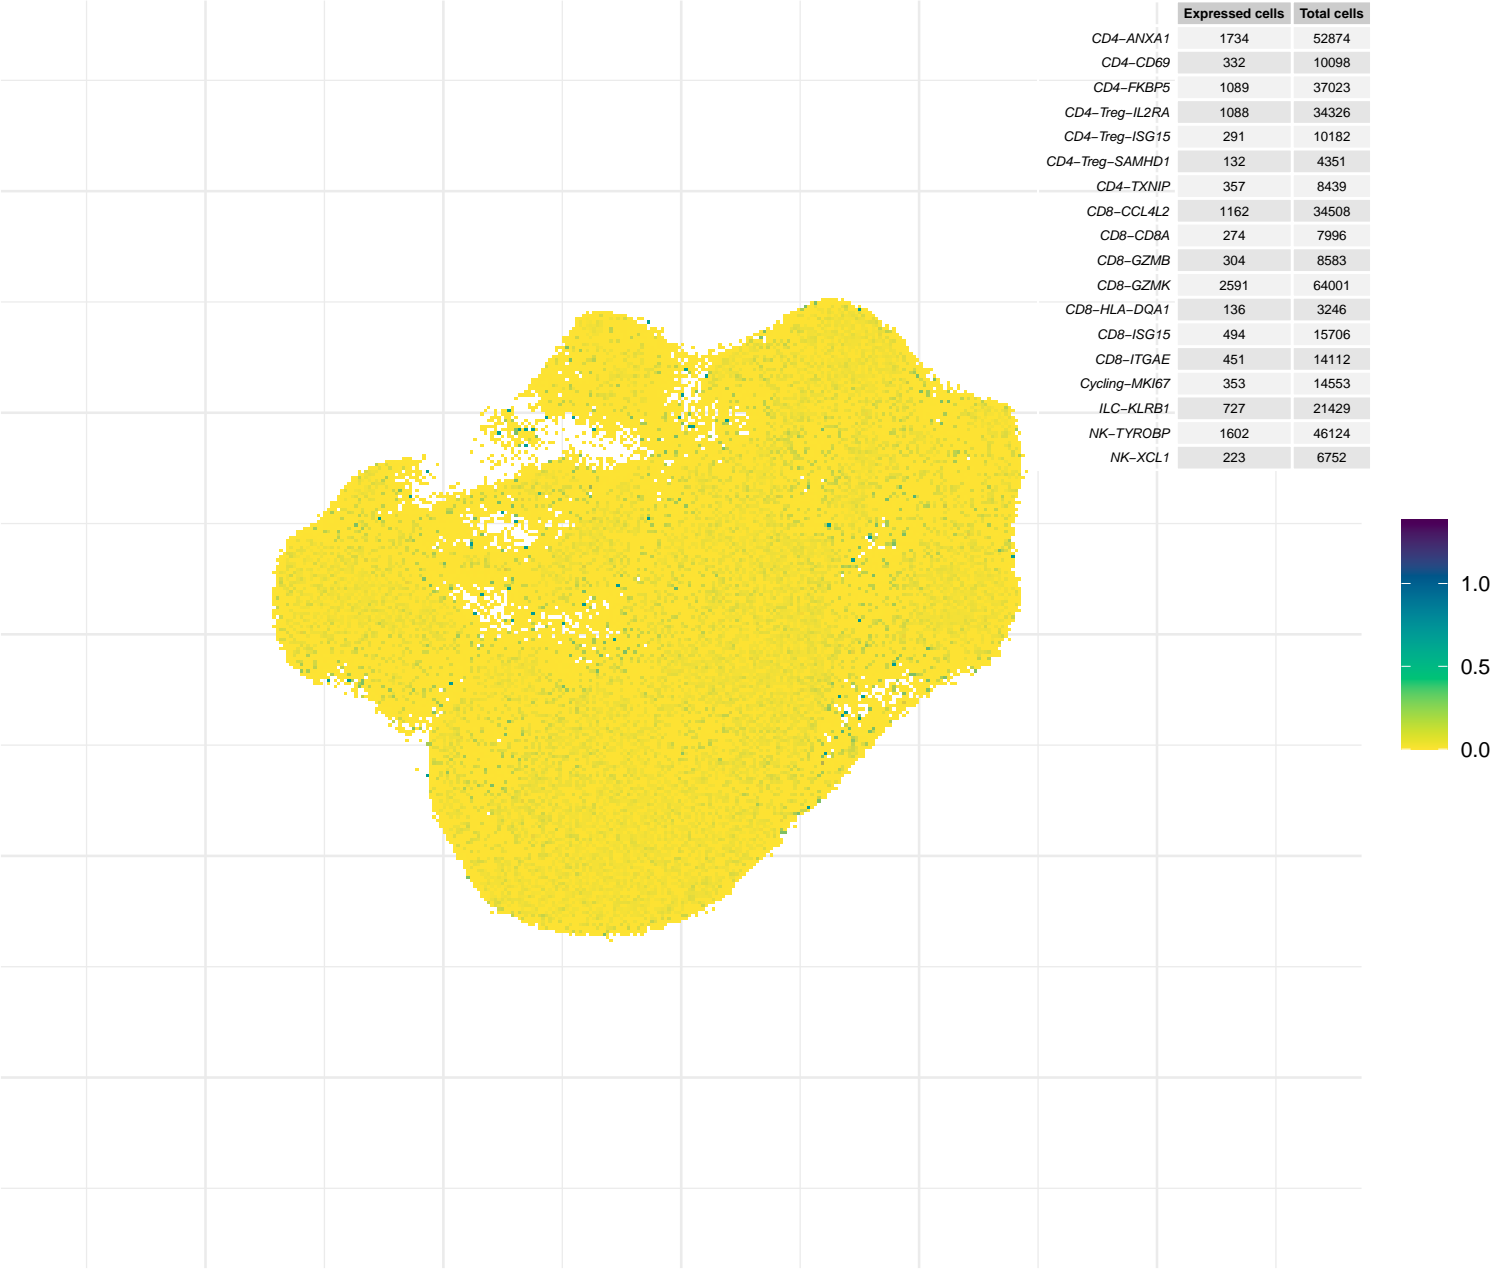 Expressed cells Total cells
CD4−ANXA1 1734 52874
CD4−CD69 332 10098
CD4−FKBP5 1089 37023
CD4−Treg−IL2RA 1088 34326
CD4−Treg−ISG15 291 10182
CD4−Treg−SAMHD1 132 4351
CD4−TXNIP 357 8439
CD8−CCL4L2 1162 34508
CD8−CD8A 274 7996
CD8−GZMB 304 8583
CD8−GZMK 2591 64001
CD8−HLA−DQA1 136 3246
CD8−ISG15 494 15706
CD8−ITGAE 451 14112
Cycling−MKI67 353 14553
ILC−KLRB1 727 21429
NK−TYROBP 1602 46124
NK−XCL1 223 6752
1.0
0.5
0.0